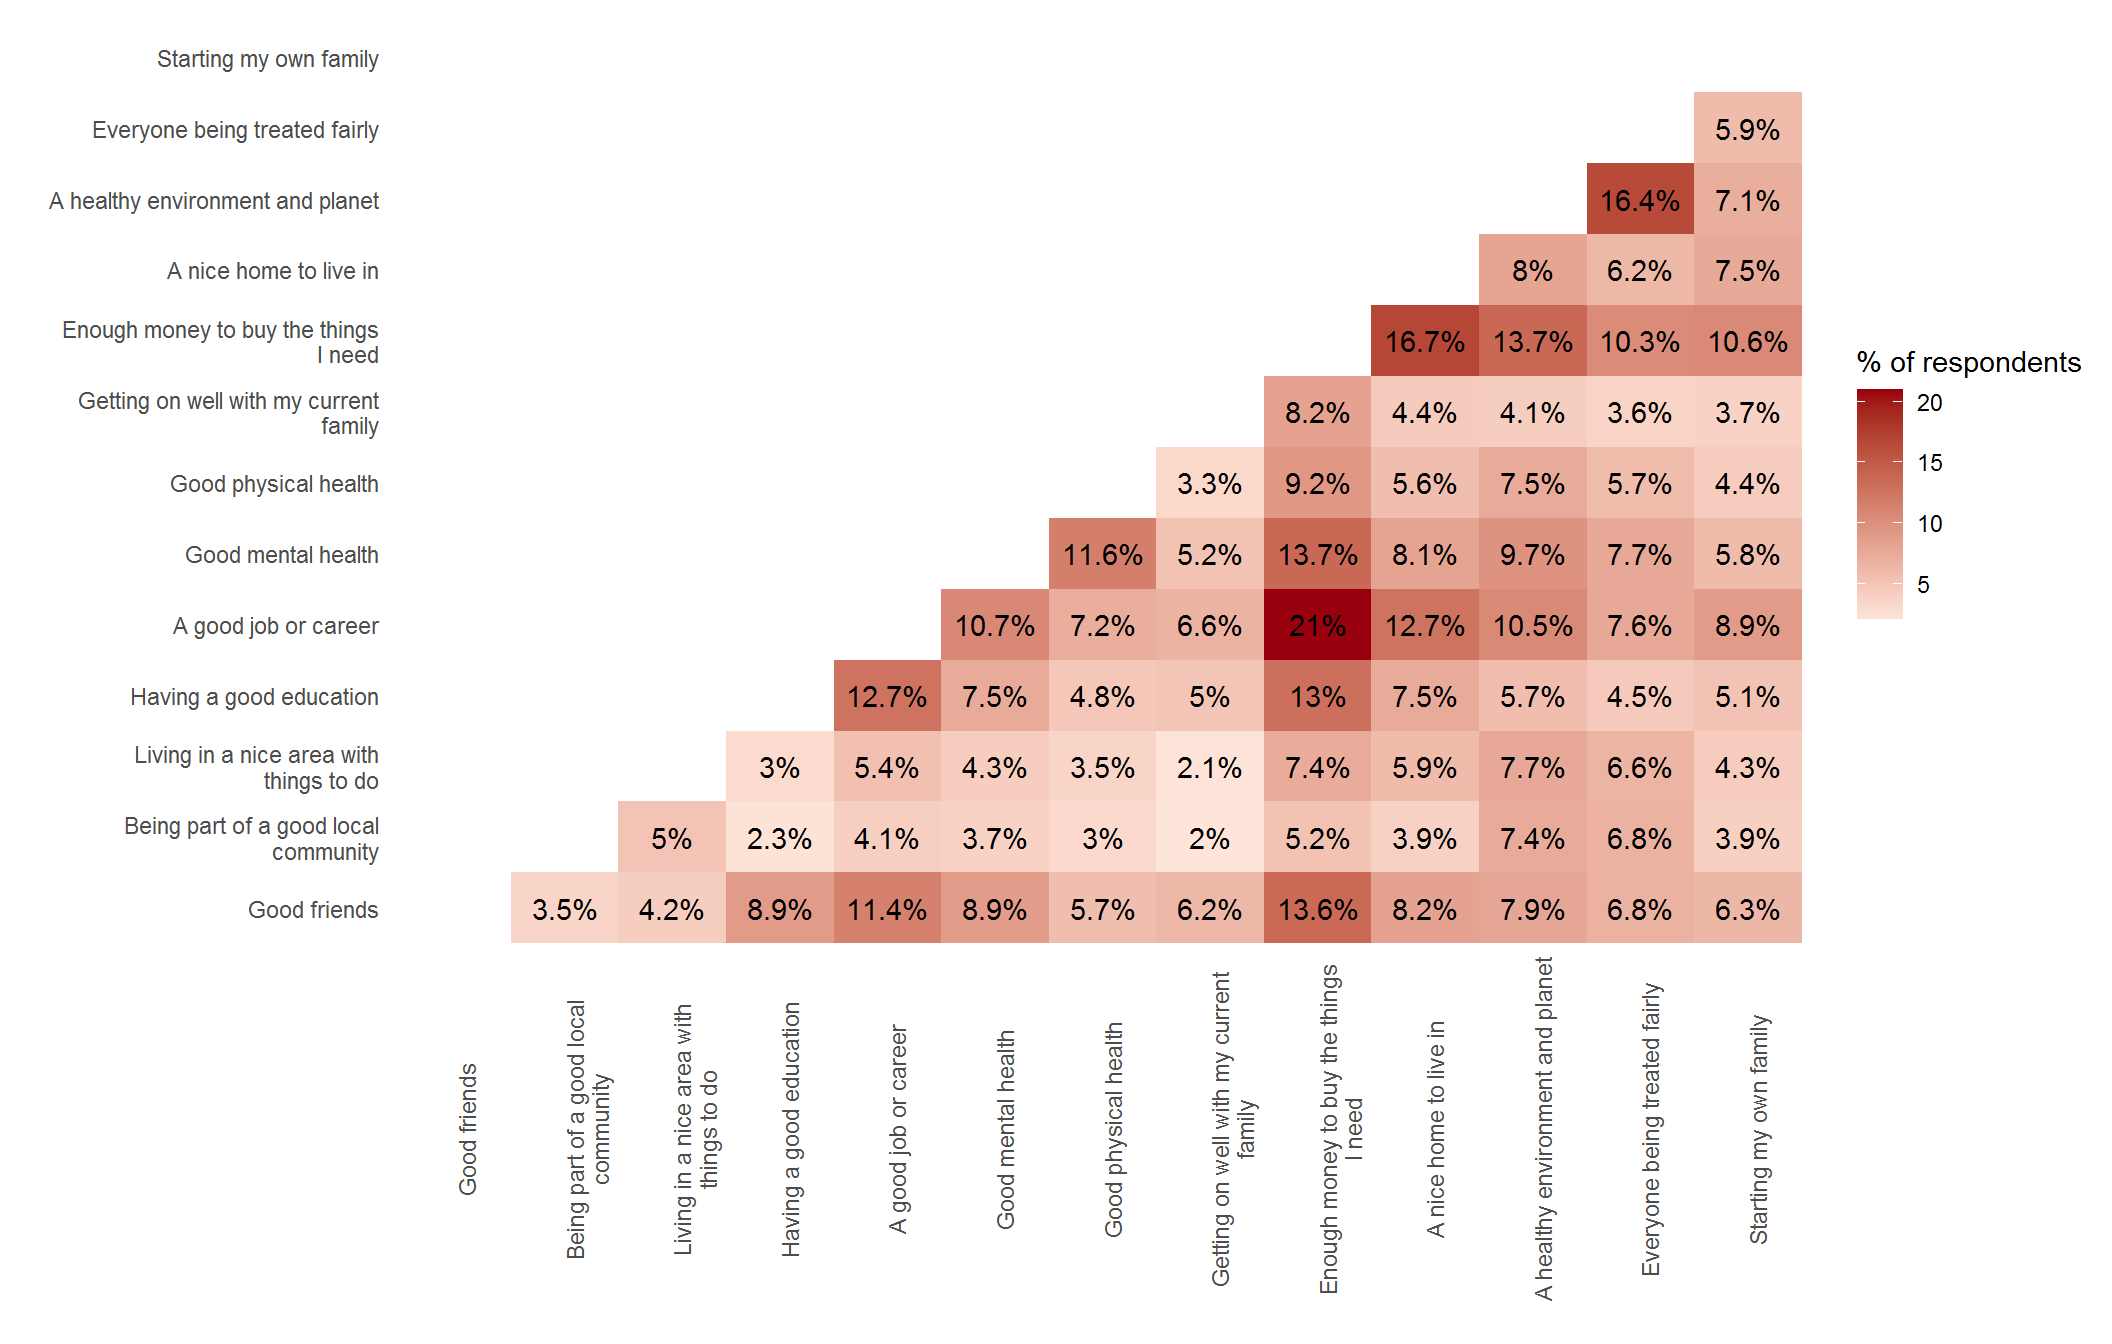 Starting my own family
Everyone being treated fairly
5.9%
A healthy environment and planet
16.4% 7.1%
A nice home to live in
8% 6.2% 7.5%
Enough money to buy the things
I need
16.7% 13.7% 10.3% 10.6%
Getting on well with my current
family
8.2% 4.4% 4.1% 3.6% 3.7%
Good physical health
3.3% 9.2% 5.6% 7.5% 5.7% 4.4%
Good mental health
11.6% 5.2% 13.7% 8.1% 9.7% 7.7% 5.8%
A good job or career
10.7% 7.2% 6.6% 21% 12.7% 10.5% 7.6% 8.9%
Having a good education
12.7% 7.5% 4.8% 5% 13% 7.5% 5.7% 4.5% 5.1%
Living in a nice area with
things to do
3% 5.4% 4.3% 3.5% 2.1% 7.4% 5.9% 7.7% 6.6% 4.3%
Being part of a good local
community
5% 2.3% 4.1% 3.7% 3% 2% 5.2% 3.9% 7.4% 6.8% 3.9%
Good friends
3.5% 4.2% 8.9% 11.4% 8.9% 5.7% 6.2% 13.6% 8.2% 7.9% 6.8% 6.3%
Good friends
Being part of a good local
community
Living in a nice area with
things to do
Having a good education
A good job or career
Good mental health
Good physical health
Getting on well with my current
family
Enough money to buy the things
I need
A nice home to live in
A healthy environment and planet
Everyone being treated fairly
Starting my own family
% of respondents
20
15
10
5